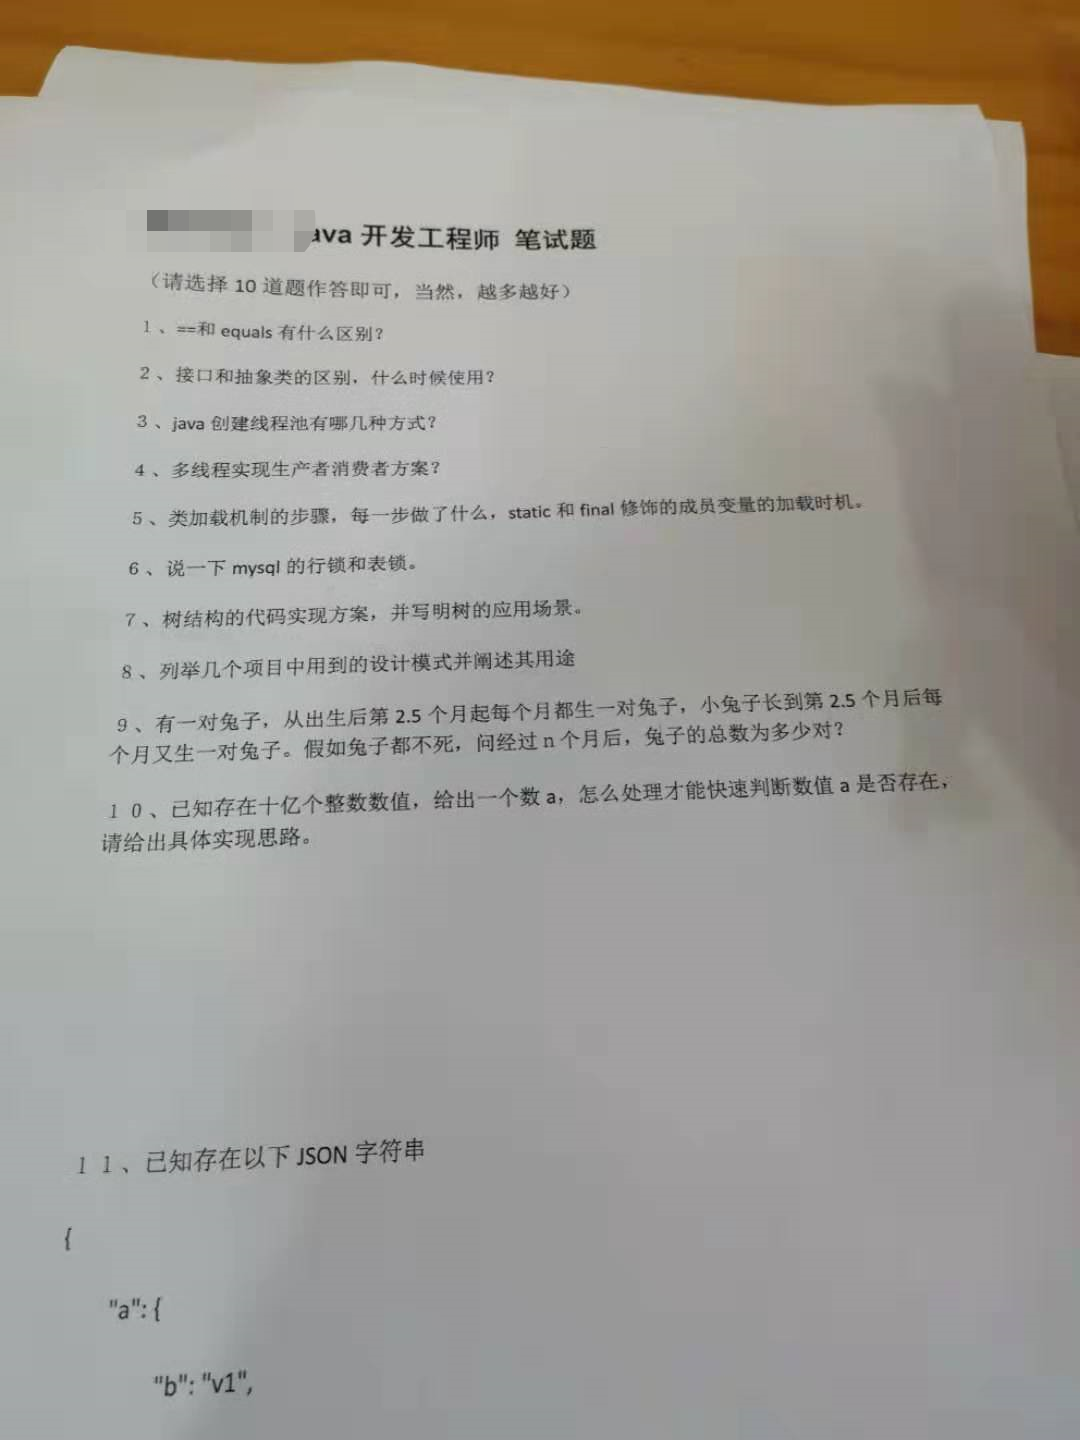 ava 开发工程师 笔试题
（请选择 10 道题作答即可，当然，越多越好）
１、==和 equals 有什么区别？
２、接口和抽象类的区别，什么时候使用？
３、java 创建线程池有哪几种方式？
４、多线程实现生产者消费者方案？
５、类加载机制的步骤，每一步做了什么，static 和 final 修饰的成员变量的加载时机。
６、说一下 mysql 的行锁和表锁。
７、树结构的代码实现方案，并写明树的应用场景。
８、列举几个项目中用到的设计模式并阐述其用途
９、有一对兔子，从出生后第 2.5 个月起每个月都生一对兔子，小兔子长到第 2.5 个月后每
个月又生一对兔子。假如兔子都不死，问经过 n 个月后，兔子的总数为多少对？
１０、已知存在十亿个整数数值，给出一个数 a，怎么处理才能快速判断数值 a 是否存在，
请给出具体实现思路。
１１、已知存在以下 JSON 字符串
{
"a": {
"b": "v1",